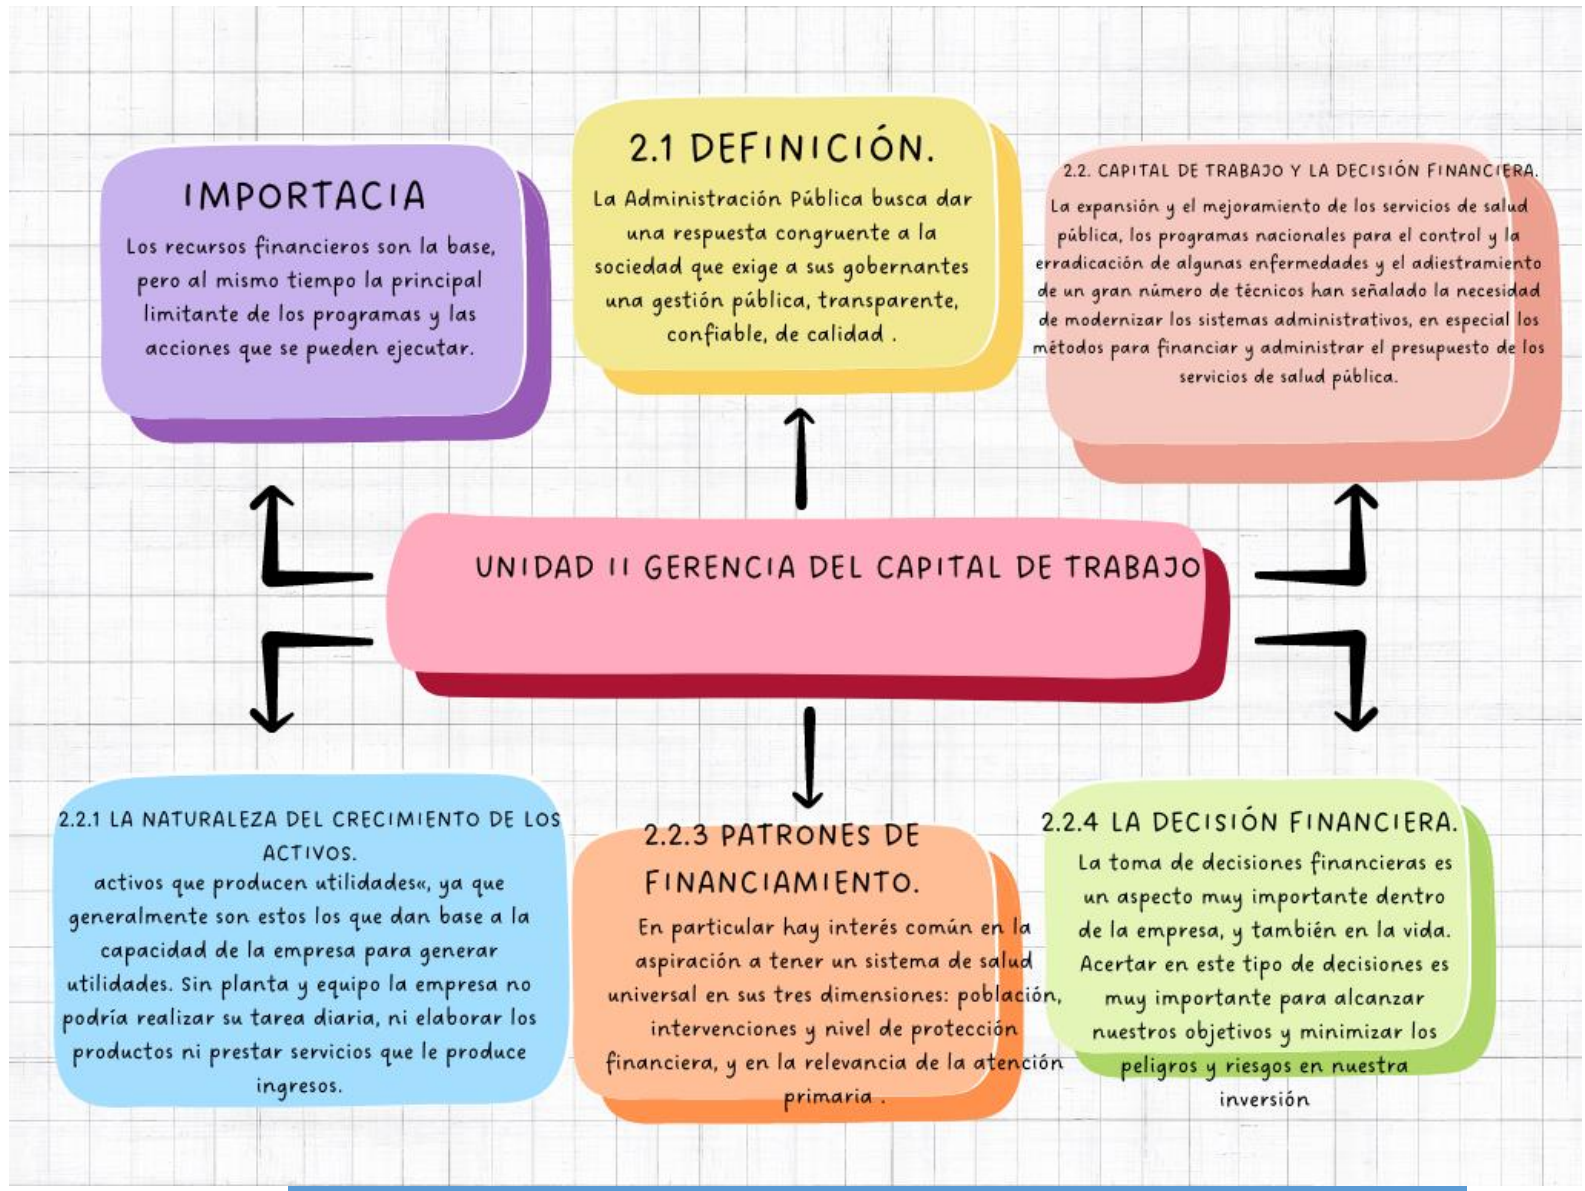 IMPORTACIA
Los recursos financieros son la base,
pero al mismo tiempo la principal
limitante de los programas y las
acciones que se pueden ejecutar.
2.1 DEFINICIÓN.
La Administración Pública busca dar
una respuesta congruente a la
sociedad que exige a sus gobernantes
una gestión pública, transparente,
confiable, de calidad .
2.2. CAPITAL DE TRABAJO Y LA DECISIÓN FINANCIERA.
La expansión y el mejoramiento de los servicios de salud
pública, los programas nacionales para el control y la
erradicación de algunas enfermedades y el adiestramiento
de un gran número de técnicos han señalado la necesidad
de modernizar los sistemas administrativos, en especial los
métodos para financiar y administrar el presupuesto de los
servicios de salud pública.
UNIDAD II GERENCIA DEL CAPITAL DE TRABAJO
2.2.1 LA NATURALEZA DEL CRECIMIENTO DE LOS
ACTIVOS.
activos que producen utilidades«, ya que
generalmente son estos los que dan base a la
capacidad de la empresa para generar
utilidades. Sin planta y equipo la empresa no
podría realizar su tarea diaria, ni elaborar los
productos ni prestar servicios que le produce
ingresos.
2.2.3 PATRONES DE
FINANCIAMIENTO.
En particular hay interés común en la
aspiración a tener un sistema de salud
universal en sus tres dimensiones: población,
intervenciones y nivel de protección
financiera, y en la relevancia de la atención
primaria .
2.2.4 LA DECISIÓN FINANCIERA.
La toma de decisiones financieras es
un aspecto muy importante dentro
de la empresa, y también en la vida.
Acertar en este tipo de decisiones es
muy importante para alcanzar
nuestros objetivos y minimizar los
peligros y riesgos en nuestra
inversión